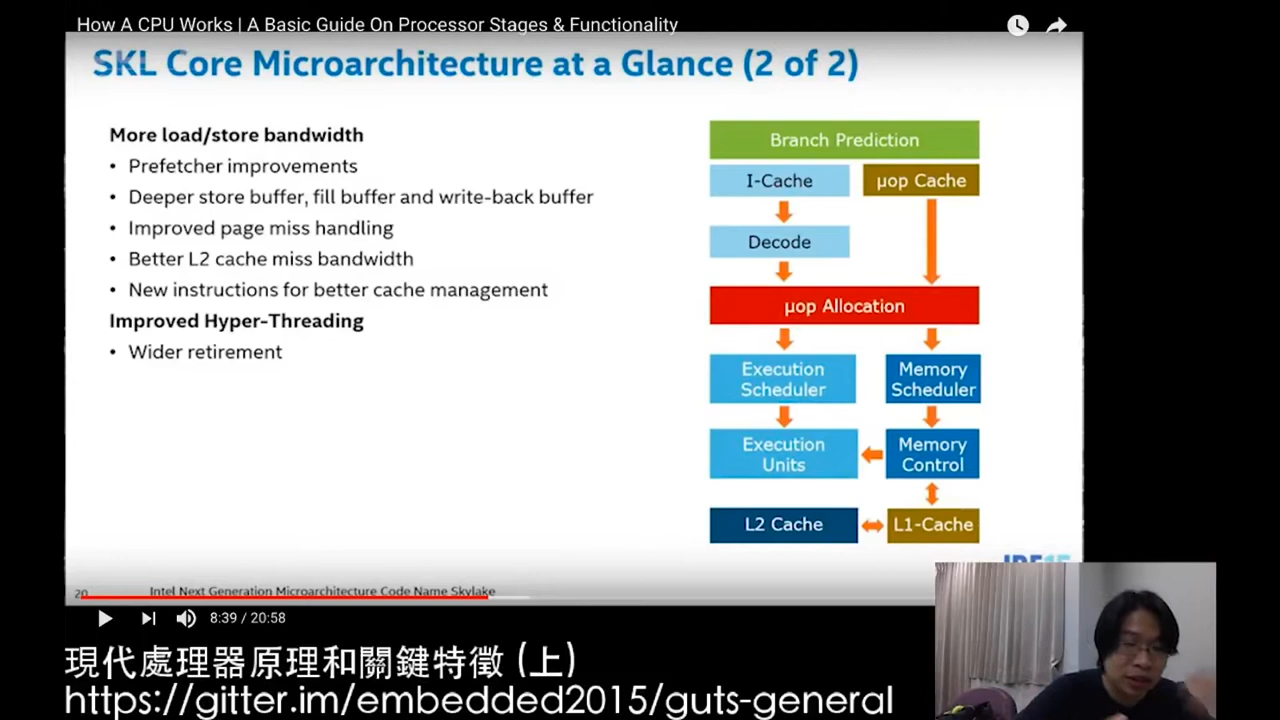 How A CPU Works | A Basic Guide On Processor Stages & Functionality
SKL Core Microarchitecture at a Glance (2 of 2)
More load/store bandwidth
• Prefetcher improvements
• Deeper store buffer, fill buffer and write-back buffer
• Improved page miss handling
• Better L2 cache miss bandwidth
• New instructions for better cache management
Improved Hyper-Threading
• Wider retirement
Branch Prediction
I-Cache
µop Cache
Decode
µop Allocation
Execution
Scheduler
Memory
Scheduler
Execution
Units
Memory
Control
L2 Cache
L1-Cache
20
Intel Next Generation Microarchitecture Code Name Skylake
8:39 / 20:58
現代處理器原理和關鍵特徵 (上)
https://gitter.im/embedded2015/guts-general